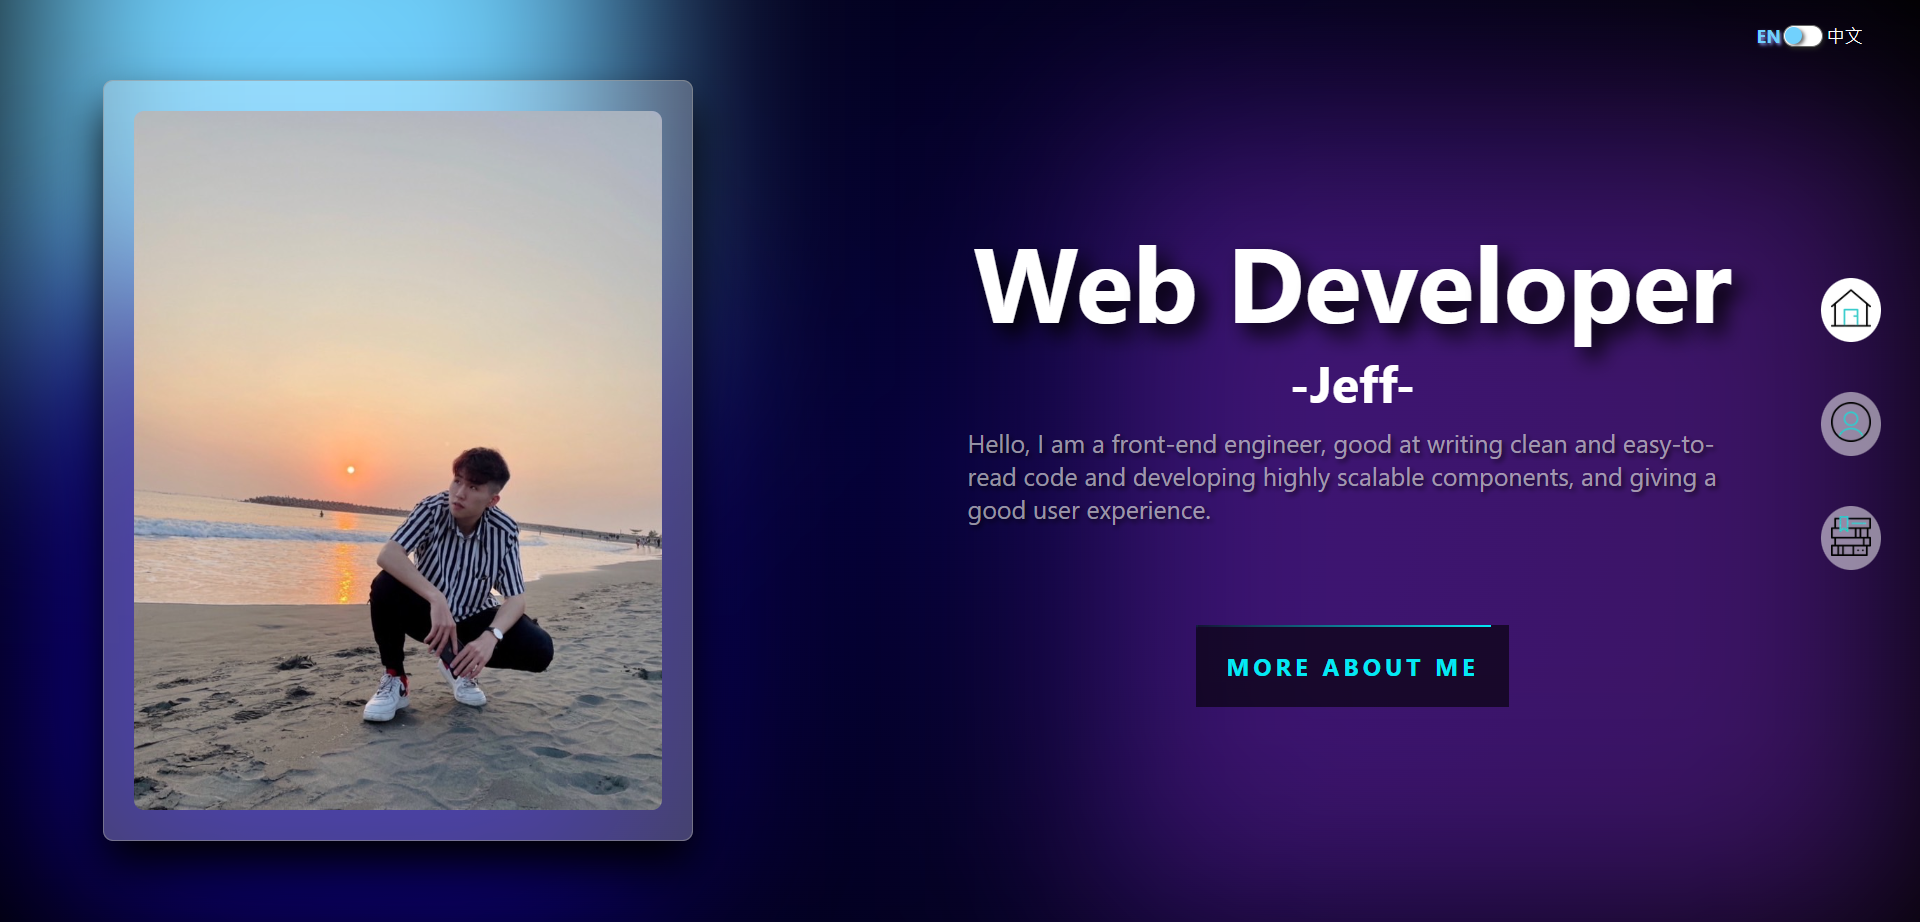 EN 中文
Web Developer
-Jeff-
Hello, I am a front-end engineer, good at writing clean and easy-to-
read code and developing highly scalable components, and giving a
good user experience.
MORE ABOUT ME